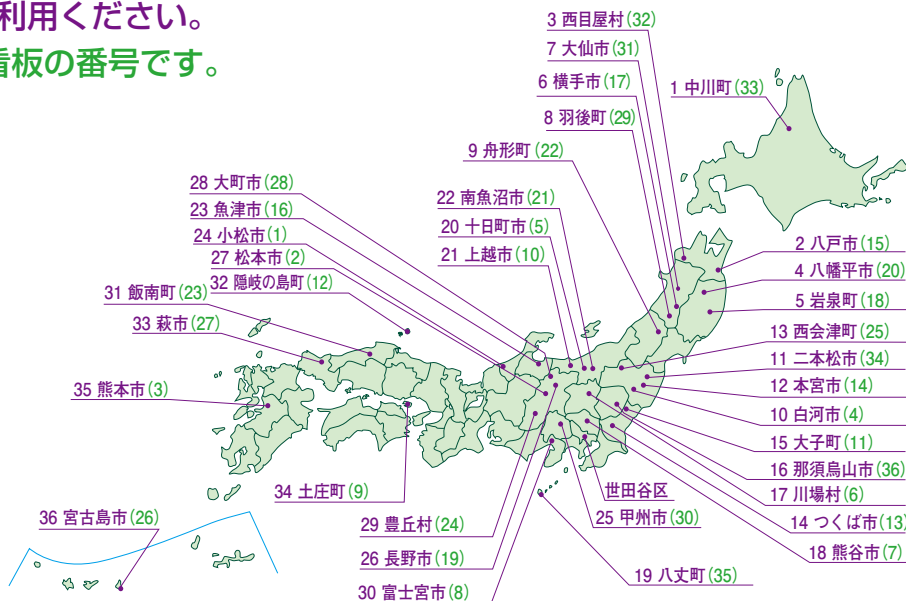 利用ください。
看板の番号です。
3 西目屋村(32)
7 大仙市(31)
6 横手市(17)
1 中川町(33)
8 羽後町(29)
9 舟形町(22)
28 大町市(28)
22 南魚沼市(21)
23 魚津市(16)
20 十日町市(5)
24 小松市(1)
21 上越市(10)
2 八戸市(15)
27 松本市(2)
4 八幡平市(20)
32 隠岐の島町(12)
31 飯南町(23)
5 岩泉町(18)
33 萩市(27)
13 西会津町(25)
11 二本松市(34)
35 熊本市(3)
12 本宮市(14)
10 白河市(4)
15 大子町(11)
16 那須烏山市(36)
34 土庄町(9)
世田谷区
17 川場村(6)
36 宮古島市(26)
29 豊丘村(24)
25 甲州市(30)
14 つくば市(13)
26 長野市(19)
18 熊谷市(7)
19 八丈町(35)
30 富士宮市(8)